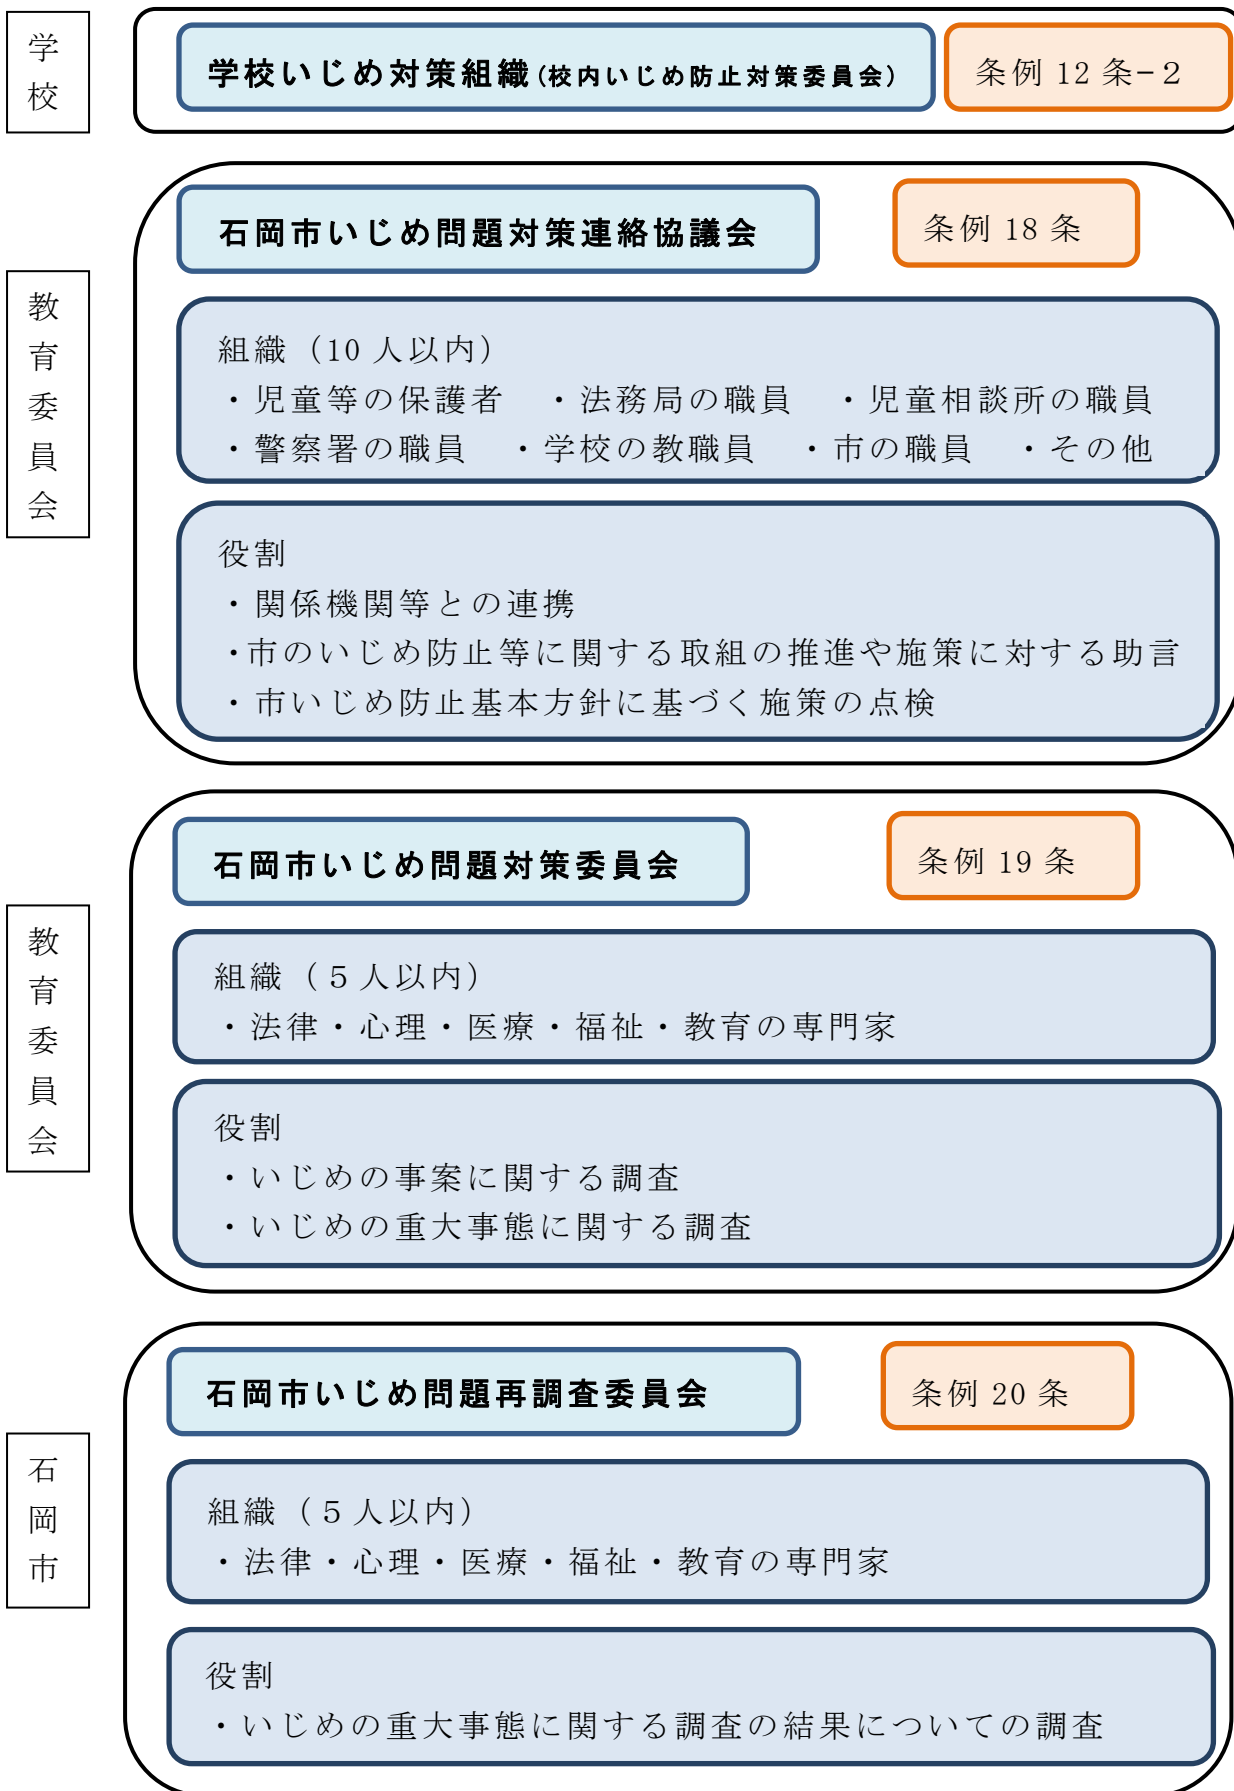 学校
学校いじめ対策組織(校内いじめ防止対策委員会)
条例 12 条-２
教育委員会
石岡市いじめ問題対策連絡協議会
条例 18 条
組織（10 人以内）
・児童等の保護者　・法務局の職員　・児童相談所の職員
・警察署の職員　・学校の教職員　・市の職員　・その他
役割
・関係機関等との連携
・市のいじめ防止等に関する取組の推進や施策に対する助言
・市いじめ防止基本方針に基づく施策の点検
教育委員会
石岡市いじめ問題対策委員会
条例 19 条
組織（５人以内）
・法律・心理・医療・福祉・教育の専門家
役割
・いじめの事案に関する調査
・いじめの重大事態に関する調査
石岡市
石岡市いじめ問題再調査委員会
条例 20 条
組織（５人以内）
・法律・心理・医療・福祉・教育の専門家
役割
・いじめの重大事態に関する調査の結果についての調査